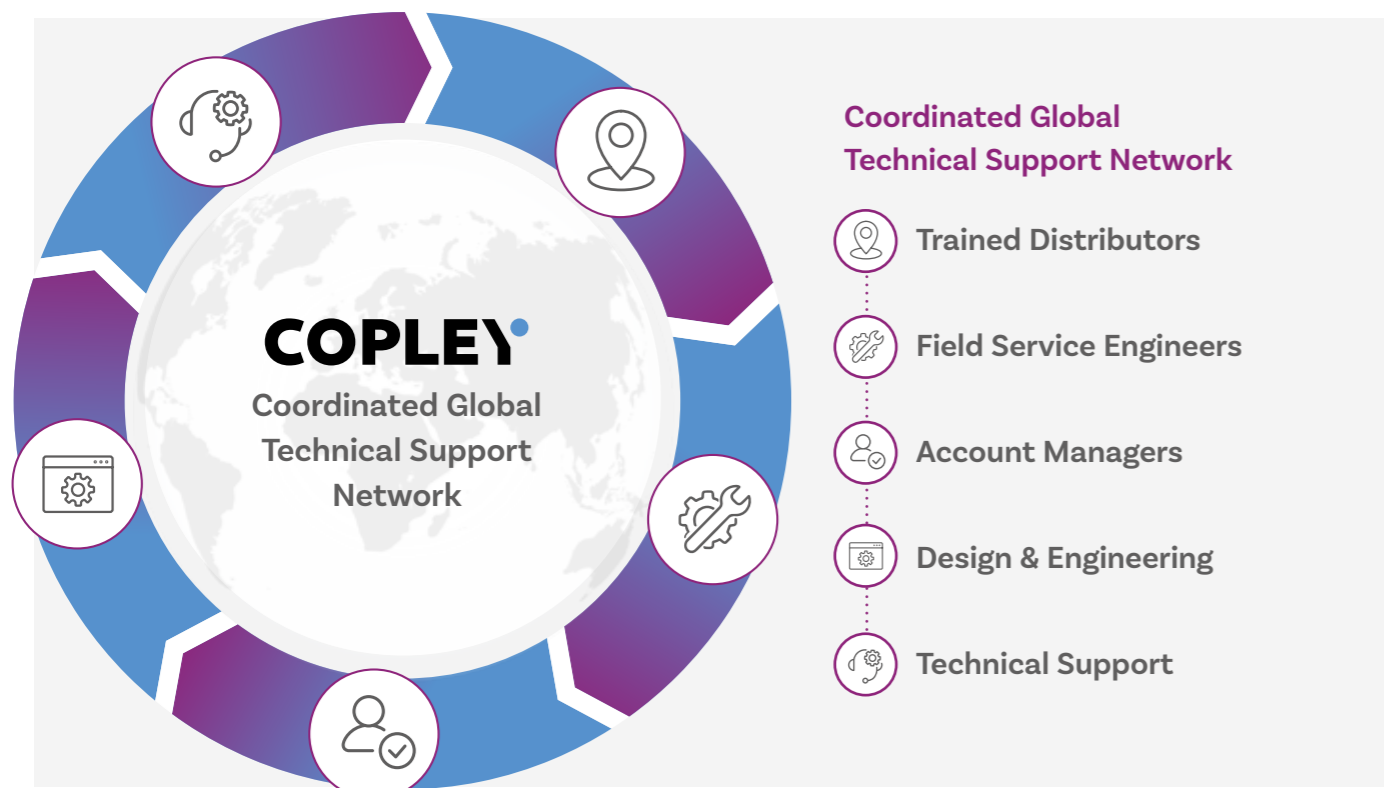 COPLEY
Coordinated Global
Technical Support
Network
Coordinated Global
Technical Support Network
Trained Distributors
Field Service Engineers
Account Managers
Design & Engineering
Technical Support